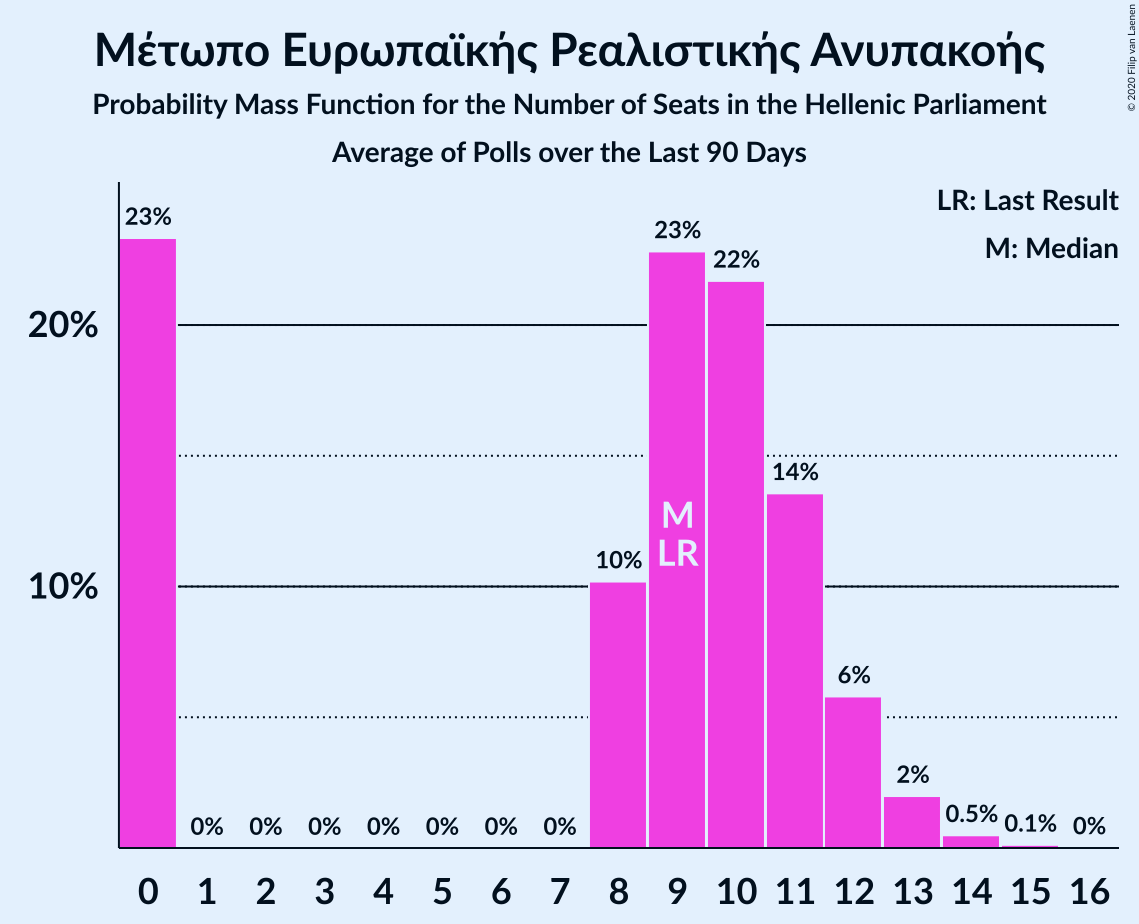 © 2020 Filip van Laenen
Μέτωπο Ευρωπαϊκής Ρεαλιστικής Ανυπακοής
Probability Mass Function for the Number of Seats in the Hellenic Parliament
Average of Polls over the Last 90 Days
LR: Last Result
M: Median
20%
10%
23%
0%
0%
0%
0%
0%
0%
0%
10%
23%
22%
14%
6%
2%
0.5%
0.1%
0%
M
LR
0 1 2 3 4 5 6 7 8 9 10 11 12 13 14 15 16